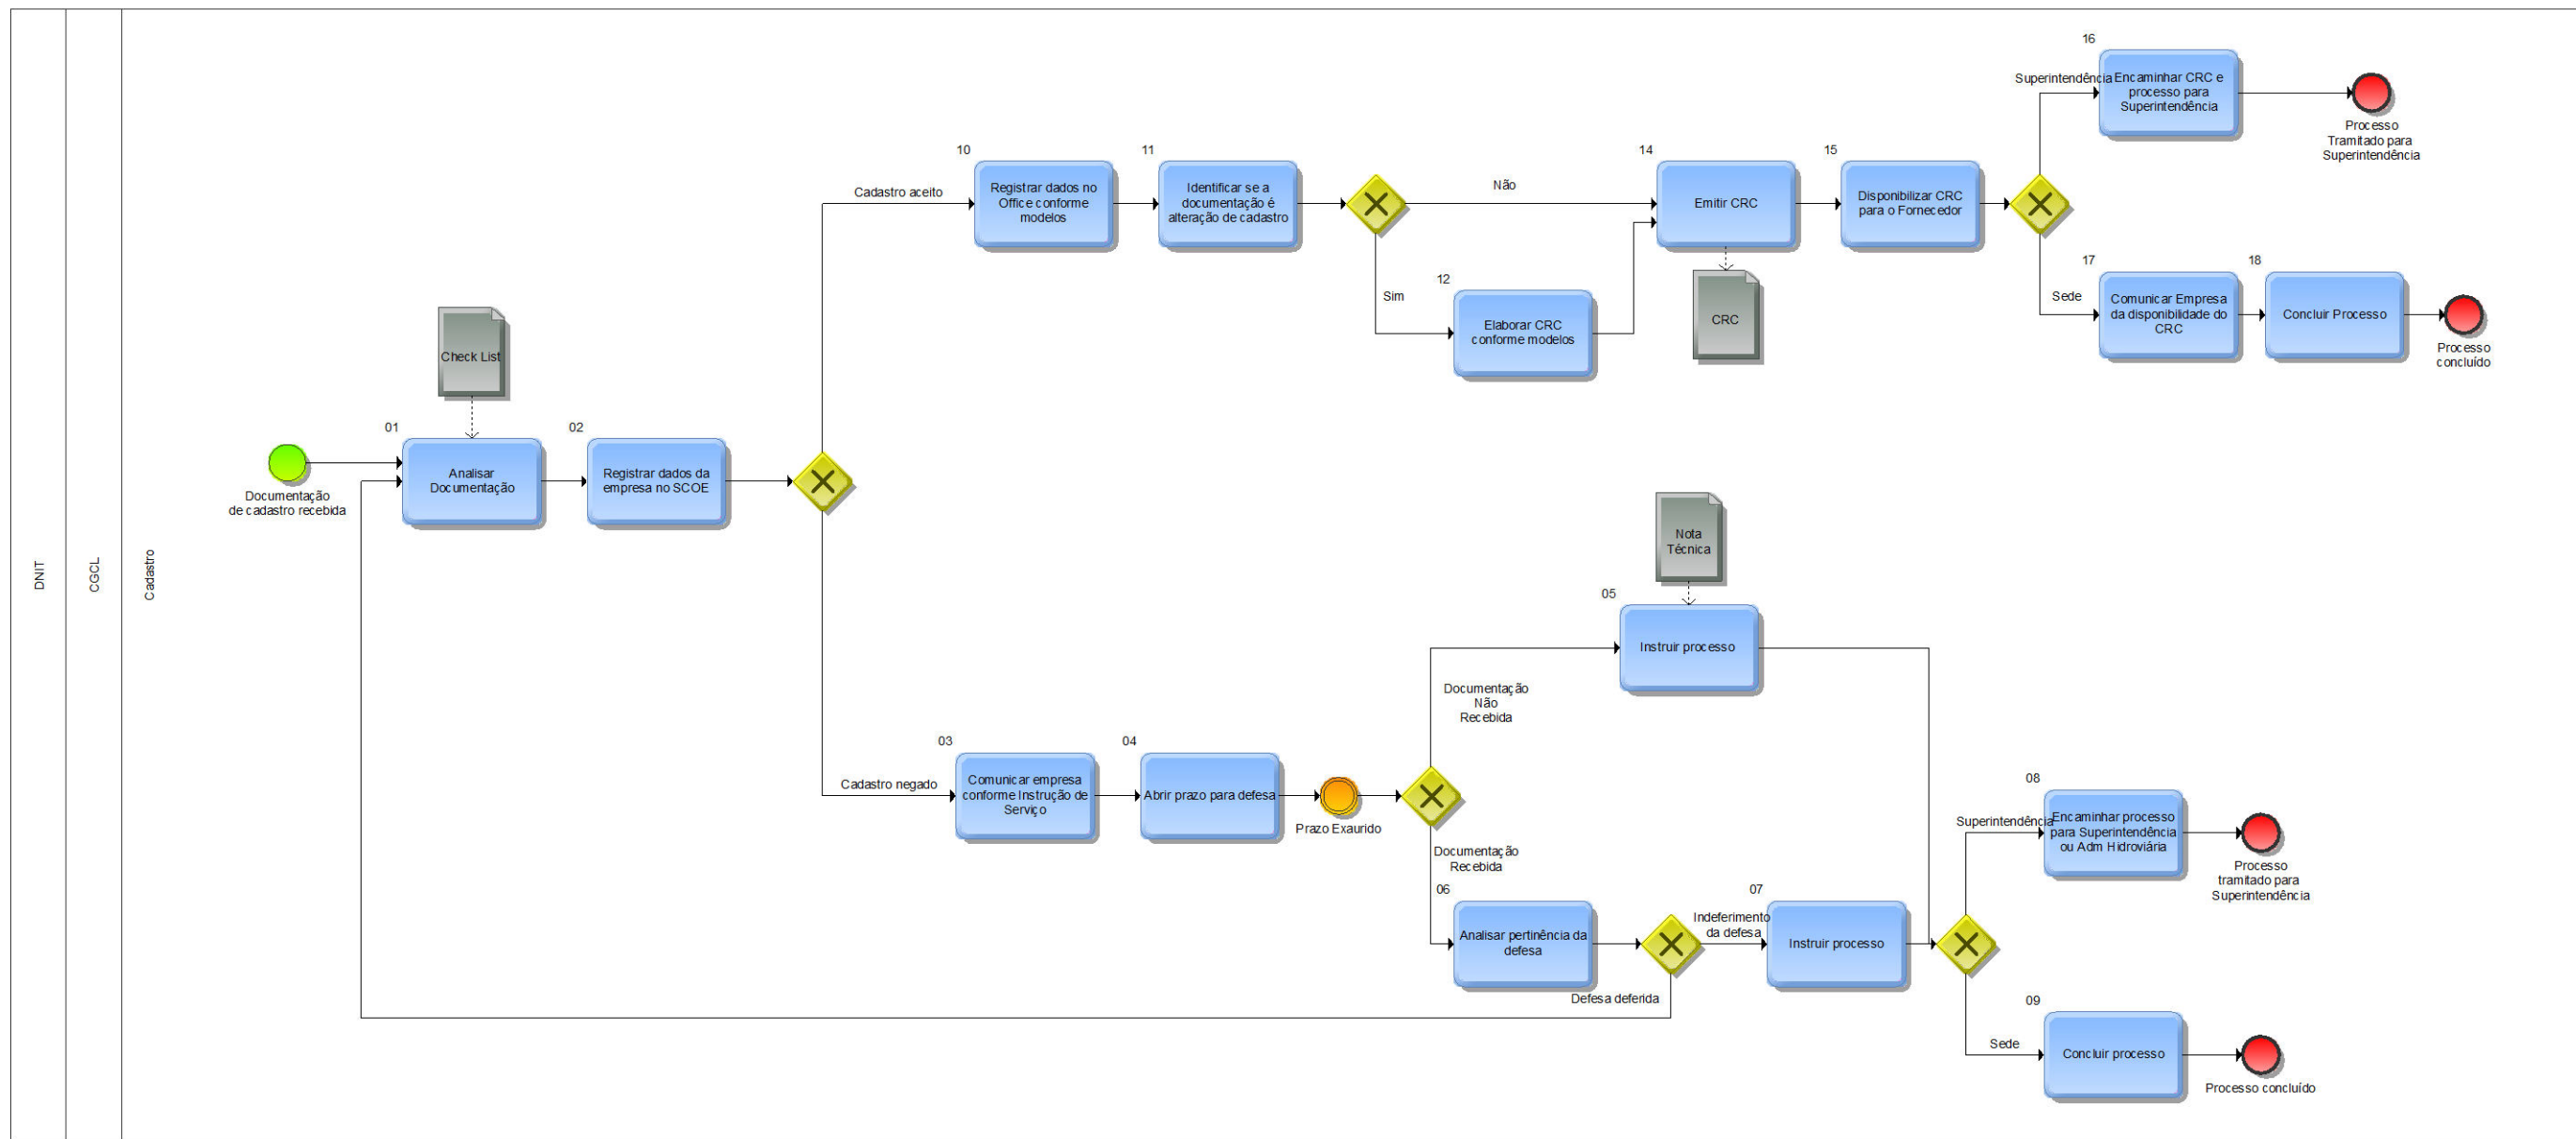 DNIT
CGCL
Cadastro
Documentação
de cadastro recebida
Check List
01
Analisar
Documentação
02
Registrar dados da
empresa no SCOE
Cadastro aceito
10
Registrar dados no
Office conforme
modelos
11
Identificar se a
documentação é
alteração de cadastro
Não
Sim
12
Elaborar CRC
conforme modelos
14
Emitir CRC
CRC
15
Disponibilizar CRC
para o Fornecedor
Superintendência
16
Encaminhar CRC e
processo para
Superintendência
Processo
Tramitado para
Superintendência
Sede
17
Comunicar Empresa
da disponibilidade do
CRC
18
Concluir Processo
Processo
concluído
Cadastro negado
03
Comunicar empresa
conforme Instrução de
Serviço
04
Abrir prazo para defesa
Prazo Exaurido
Documentação
Não
Recebida
Nota
Técnica
05
Instruir processo
Documentação
Recebida
06
Analisar pertinência da
defesa
Indeferimento
da defesa
Defesa deferida
07
Instruir processo
Superintendência
08
Encaminhar processo
para Superintendência
ou Adm Hidroviária
Processo
tramitado para
Superintendência
Sede
09
Concluir processo
Processo concluído